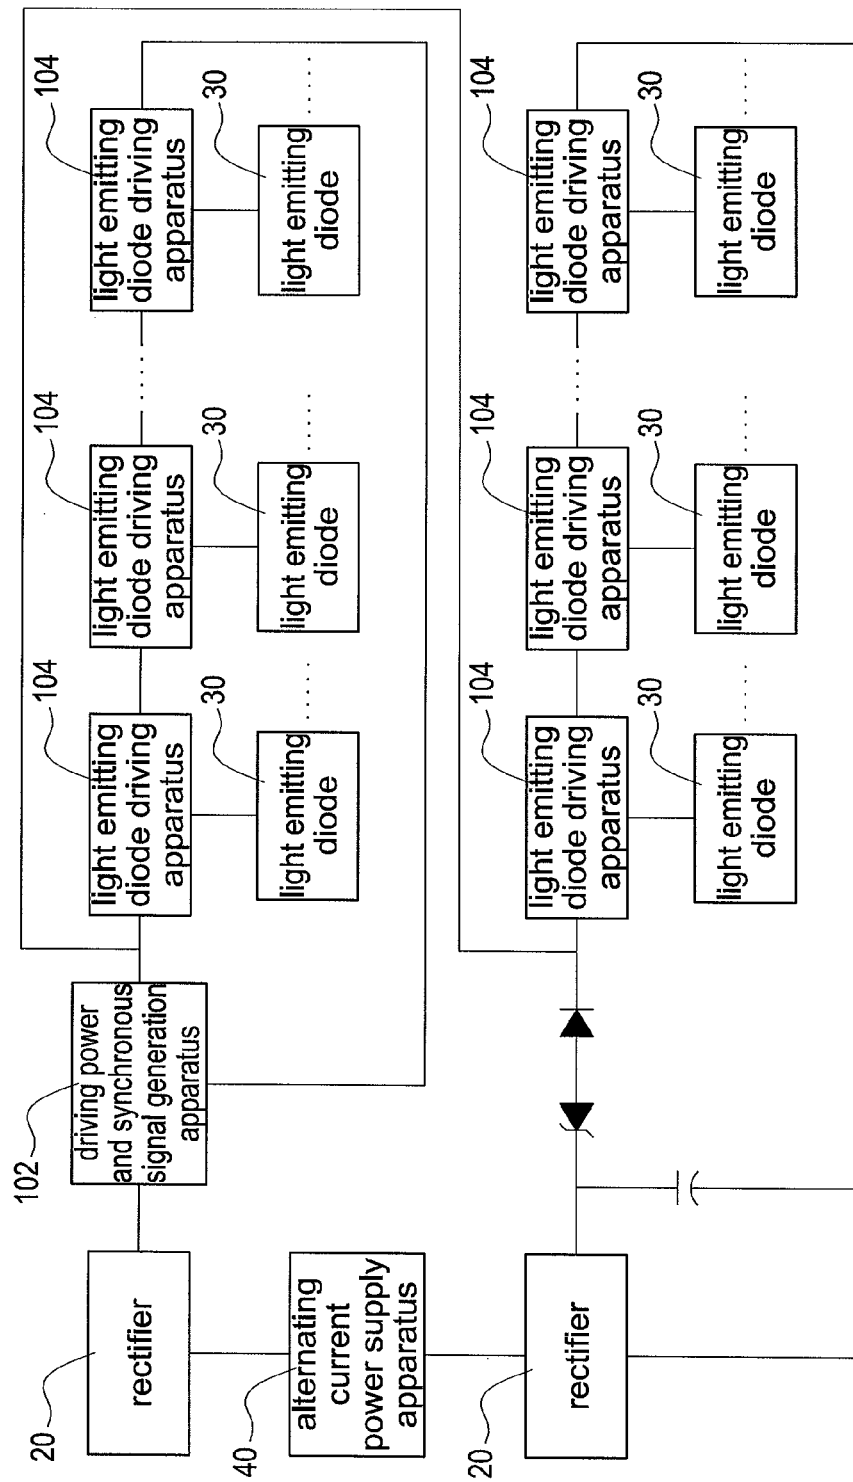 20
rectifier
102
driving power
and synchronous
signal generation
apparatus
104
light emitting
diode driving
apparatus
104
light emitting
diode driving
apparatus
......
104
light emitting
diode driving
apparatus
30
light emitting
diode
......
30
light emitting
diode
......
30
light emitting
diode
......
40
alternating
current
power supply
apparatus
20
rectifier
104
light emitting
diode driving
apparatus
104
light emitting
diode driving
apparatus
......
104
light emitting
diode driving
apparatus
30
light emitting
diode
......
30
light emitting
diode
......
30
light emitting
diode
......